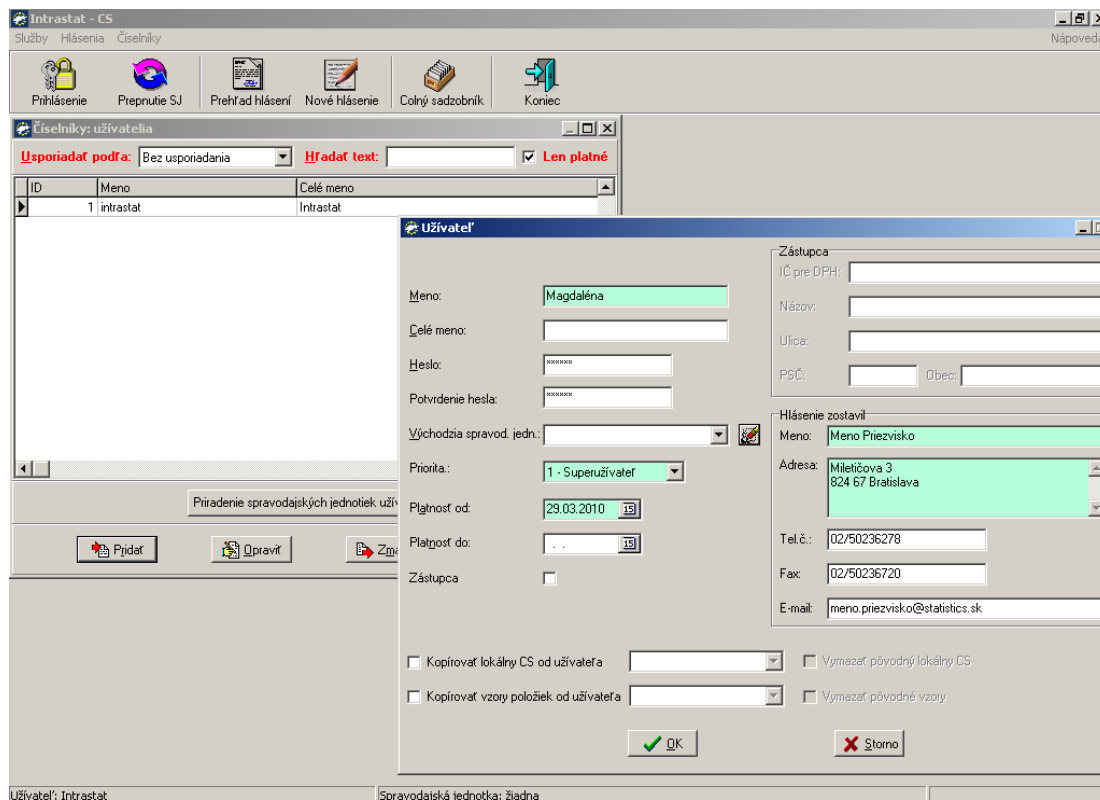 Intrastat - CS
Služby Hlásenia Číselníky
Prihlásenie Prepnutie SJ Prehľad hlásení Nové hlásenie Colný sadzobník Koniec
Číselníky: užívatelia
Usporiadať podľa: Bez usporiadania Hľadať text: Len platné
ID Meno Celé meno
1 intrastat Intrastat
Užívateľ
Meno: Magdaléna
Celé meno:
Heslo: ******
Potvrdenie hesla: ******
Východzia spravod. jedn.:
Priorita.: 1 - Superužívateľ
Platnosť od: 29.03.2010 15
Platnosť do: . . 15
Zástupca
Zástupca
IČ pre DPH:
Názov:
Ulica:
PSČ: Obec:
Hlásenie zostavil
Meno: Meno Priezvisko
Adresa: Miletičova 3
824 67 Bratislava
Tel.č.: 02/50236278
Fax: 02/50236720
E-mail: meno.priezvisko@statistics.sk
Kopírovať lokálny CS od užívateľa Vymazať pôvodný lokálny CS
Kopírovať vzory položiek od užívateľa Vymazať pôvodné vzory
OK Storno
Priradenie spravodajských jednotiek
Pridať Opraviť
Užívateľ: Intrastat Spravodajská jednotka: žiadna